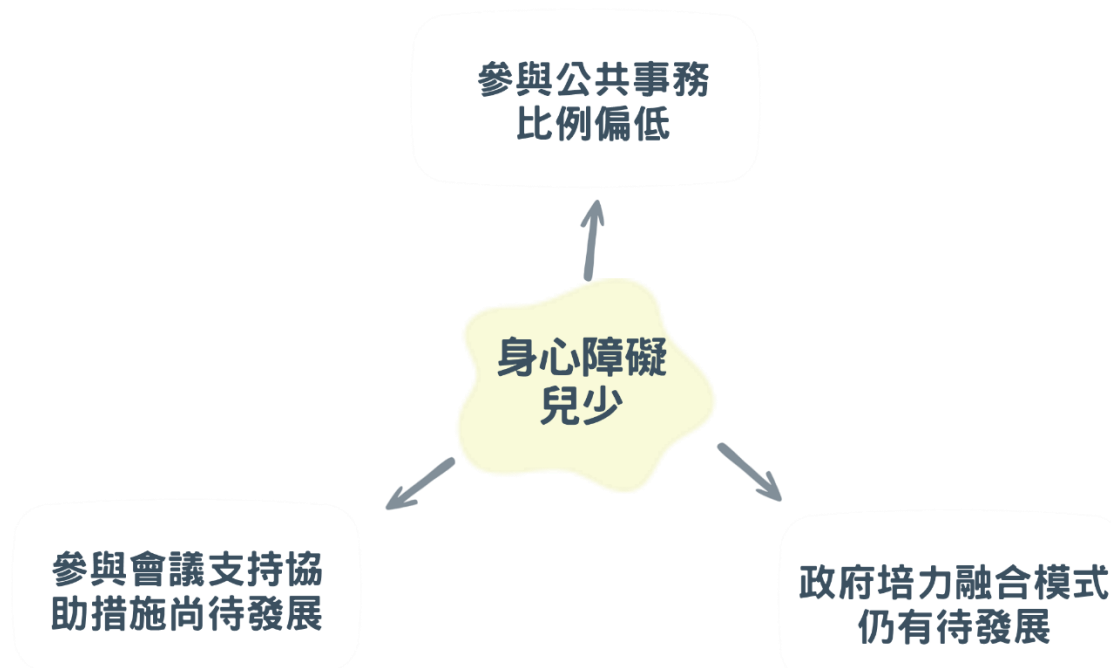 參與公共事務
比例偏低
身心障礙
兒少
參與會議支持協
助措施尚待發展
政府培力融合模式
仍有待發展